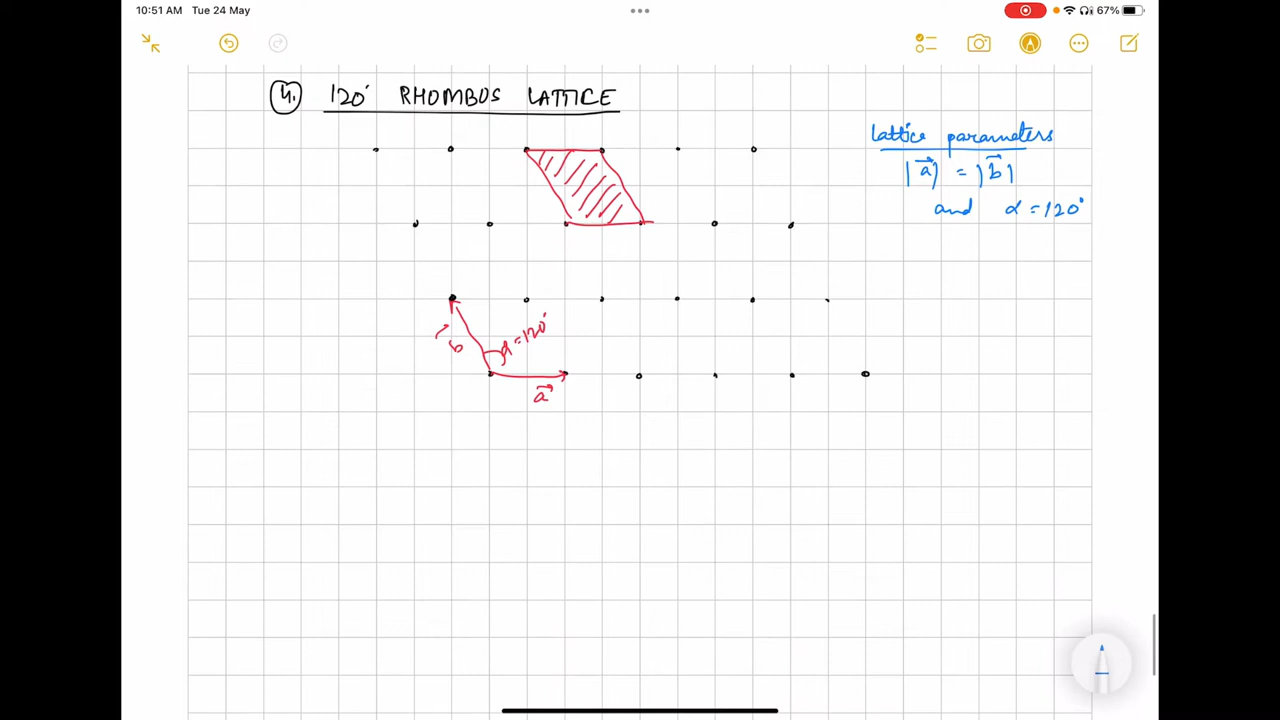 10:51 AM Tue 24 May
67%
4. 120° RHOMBUS LATTICE
lattice parameters
|a⃗| = |b⃗|
and α = 120°
b⃗
α = 120°
a⃗